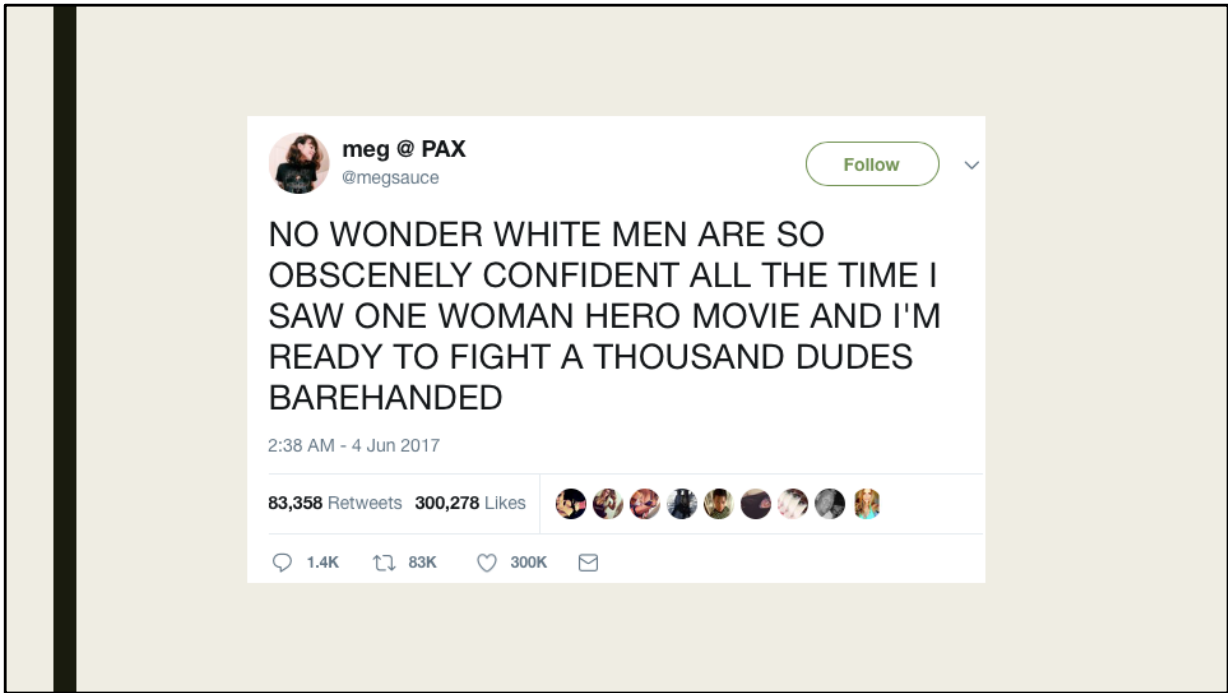 meg @ PAX
@megsauce
Follow
NO WONDER WHITE MEN ARE SO
OBSCENELY CONFIDENT ALL THE TIME I
SAW ONE WOMAN HERO MOVIE AND I'M
READY TO FIGHT A THOUSAND DUDES
BAREHANDED
2:38 AM - 4 Jun 2017
83,358 Retweets 300,278 Likes
1.4K 83K 300K